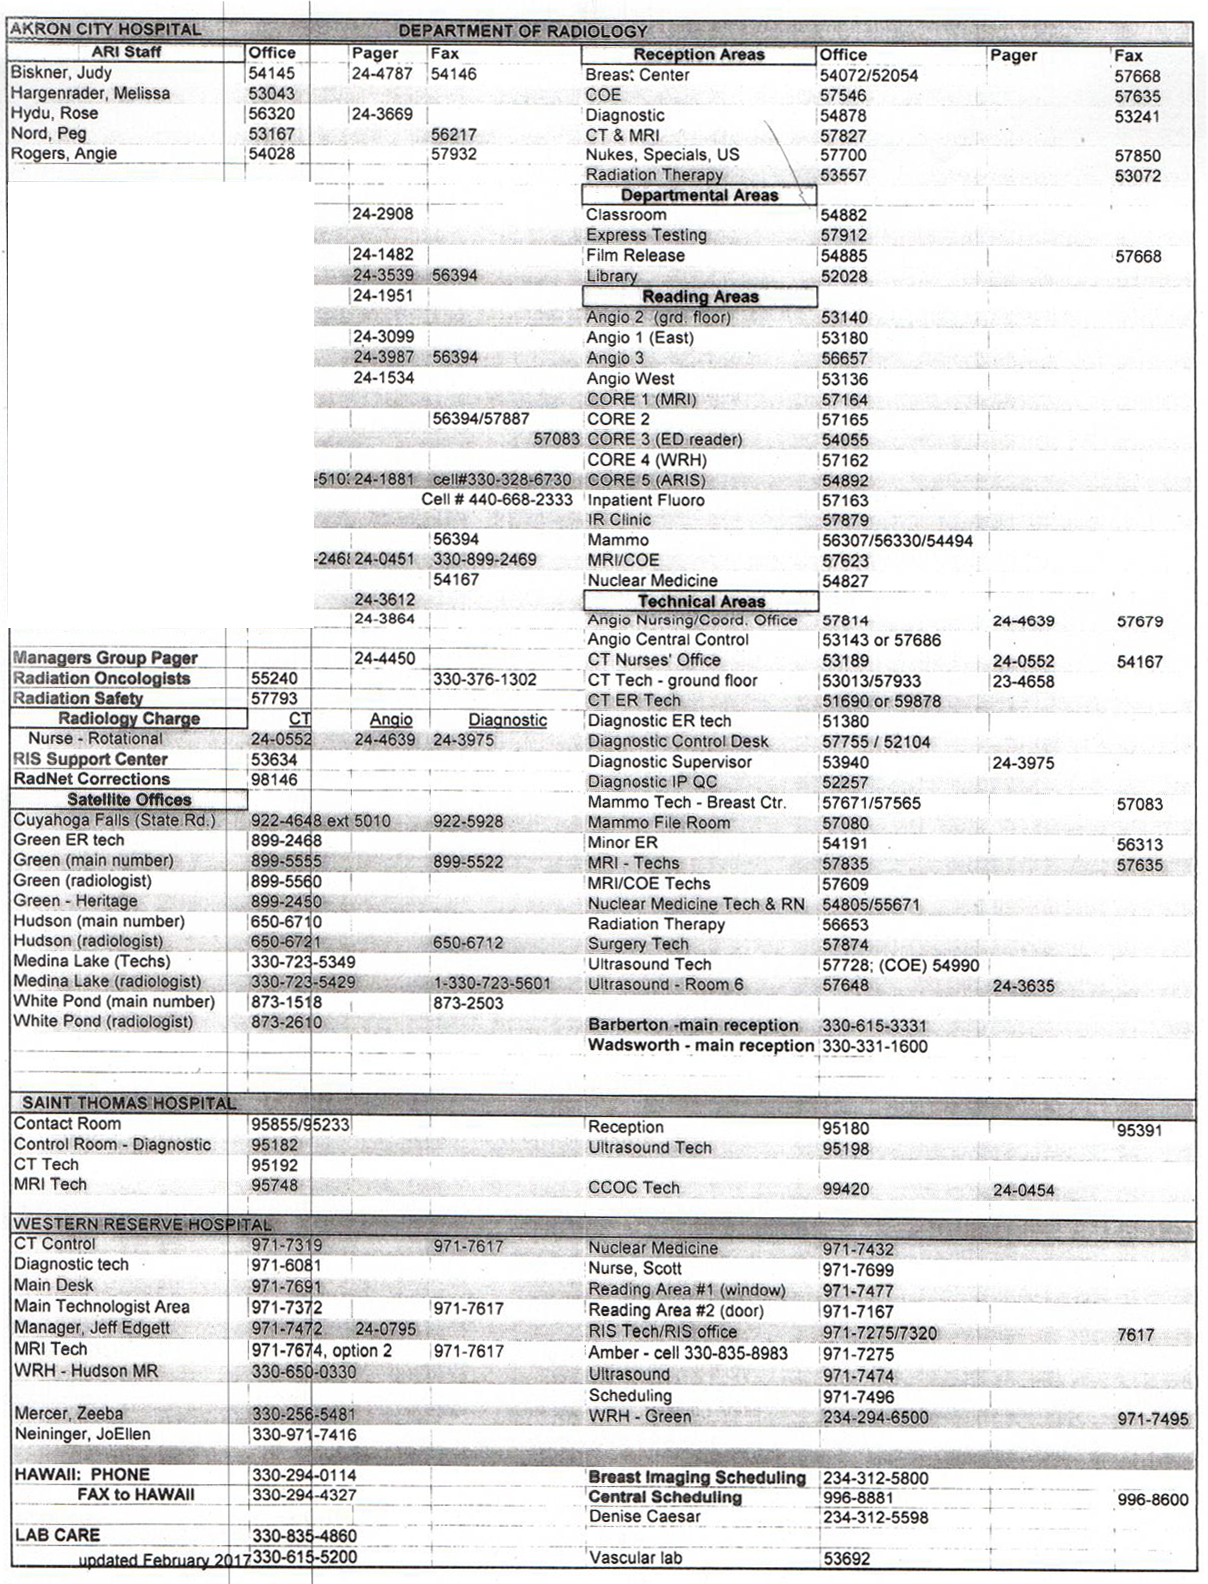 AKRON CITY HOSPITAL DEPARTMENT OF RADIOLOGY
ARI Staff Office Pager Fax Reception Areas Office Pager Fax
Biskner, Judy 54145 24-4787 54146 Breast Center 54072/52054 57668
Hargenrader, Melissa 53043 COE 57546 57635
Hydu, Rose 56320 24-3669 Diagnostic 54878 53241
Nord, Peg 53167 56217 CT & MRI 57827
Rogers, Angie 54028 57932 Nukes, Specials, US 57700 57850
Radiation Therapy 53557 53072
Departmental Areas
24-2908 Classroom 54882
Express Testing 57912
24-1482 Film Release 54885 57668
24-3539 56394 Library 52028
24-1951 Reading Areas
Angio 2 (grd. floor) 53140
24-3099 Angio 1 (East) 53180
24-3987 56394 Angio 3 56657
24-1534 Angio West 53136
CORE 1 (MRI) 57164
56394/57887 CORE 2 57165
57083 CORE 3 (ED reader) 54055
CORE 4 (WRH) 57162
24-1881 cell#330-328-6730 CORE 5 (ARIS) 54892
Cell # 440-668-2333 Inpatient Fluoro 57163
IR Clinic 57879
56394 Mammo 56307/56330/54494
24-0451 330-899-2469 MRI/COE 57623
54167 Nuclear Medicine 54827
24-3612 Technical Areas
24-3864 Angio Nursing/Coord. Office 57814 24-4639 57679
Angio Central Control 53143 or 57686
Managers Group Pager 24-4450 CT Nurses' Office 53189 24-0552 54167
Radiation Oncologists 55240 330-376-1302 CT Tech - ground floor 53013/57933 23-4658
Radiation Safety 57793 CT ER Tech 51690 or 59878
Radiology Charge CT Angio Diagnostic Diagnostic ER tech 51380
Nurse - Rotational 24-0552 24-4639 24-3975 Diagnostic Control Desk 57755 / 52104
RIS Support Center 53634 Diagnostic Supervisor 53940 24-3975
RadNet Corrections 98146 Diagnostic IP QC 52257
Satellite Offices Mammo Tech - Breast Ctr. 57671/57565 57083
Cuyahoga Falls (State Rd.) 922-4648 ext 5010 922-5928 Mammo File Room 57080
Green ER tech 899-2468 Minor ER 54191 56313
Green (main number) 899-5555 899-5522 MRI - Techs 57835 57635
Green (radiologist) 899-5560 MRI/COE Techs 57609
Green - Heritage 899-2450 Nuclear Medicine Tech & RN 54805/55671
Hudson (main number) 650-6710 Radiation Therapy 56653
Hudson (radiologist) 650-6721 650-6712 Surgery Tech 57874
Medina Lake (Techs) 330-723-5349 Ultrasound Tech 57728; (COE) 54990
Medina Lake (radiologist) 330-723-5429 1-330-723-5601 Ultrasound - Room 6 57648 24-3635
White Pond (main number) 873-1518 873-2503
White Pond (radiologist) 873-2610 Barberton -main reception 330-615-3331
Wadsworth - main reception 330-331-1600
SAINT THOMAS HOSPITAL
Contact Room 95855/95233 Reception 95180 95391
Control Room - Diagnostic 95182 Ultrasound Tech 95198
CT Tech 95192
MRI Tech 95748 CCOC Tech 99420 24-0454
WESTERN RESERVE HOSPITAL
CT Control 971-7319 971-7617 Nuclear Medicine 971-7432
Diagnostic tech 971-6081 Nurse, Scott 971-7699
Main Desk 971-7691 Reading Area #1 (window) 971-7477
Main Technologist Area 971-7372 971-7617 Reading Area #2 (door) 971-7167
Manager, Jeff Edgett 971-7472 24-0795 RIS Tech/RIS office 971-7275/7320 7617
MRI Tech 971-7674, option 2 971-7617 Amber - cell 330-835-8983 971-7275
WRH - Hudson MR 330-650-0330 Ultrasound 971-7474
Scheduling 971-7496
Mercer, Zeeba 330-256-5481 WRH - Green 234-294-6500 971-7495
Neininger, JoEllen 330-971-7416
HAWAII: PHONE 330-294-0114 Breast Imaging Scheduling 234-312-5800
FAX to HAWAII 330-294-4327 Central Scheduling 996-8881 996-8600
Denise Caesar 234-312-5598
LAB CARE 330-835-4860
updated February 2017 330-615-5200 Vascular lab 53692